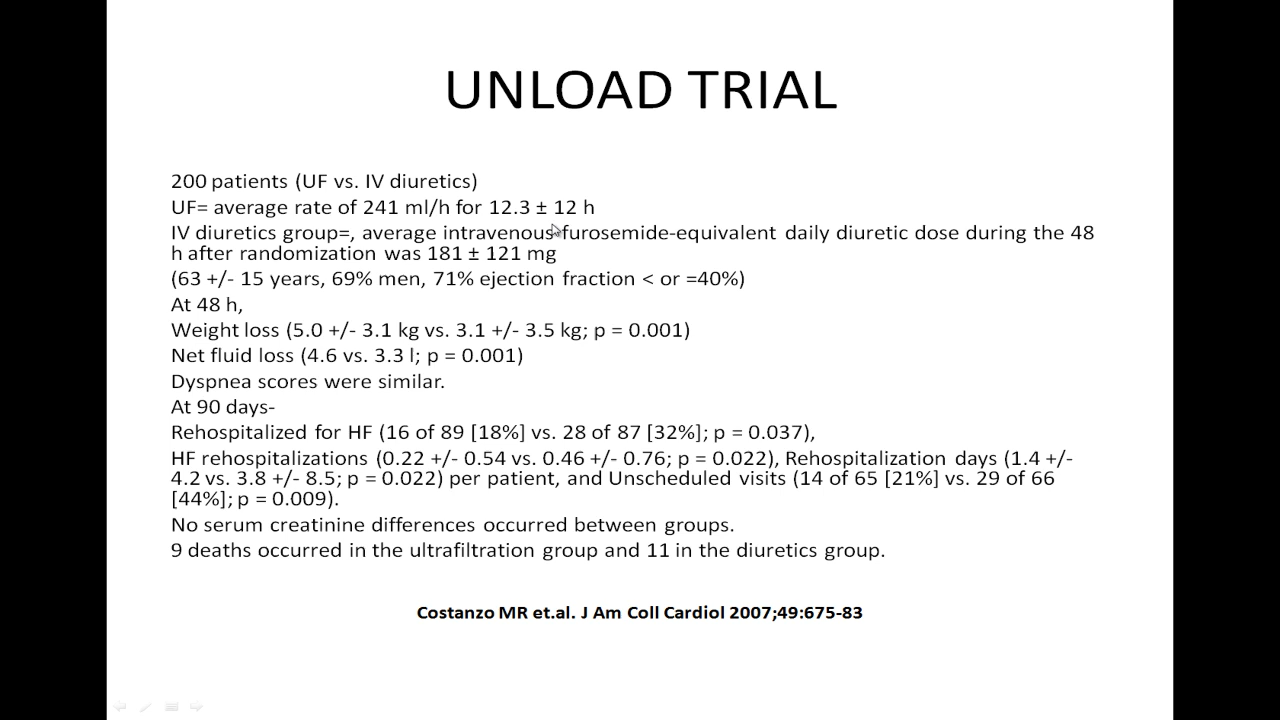 UNLOAD TRIAL
200 patients (UF vs. IV diuretics)
UF= average rate of 241 ml/h for 12.3 ± 12 h
IV diuretics group=, average intravenous furosemide-equivalent daily diuretic dose during the 48
h after randomization was 181 ± 121 mg
(63 +/- 15 years, 69% men, 71% ejection fraction < or =40%)
At 48 h,
Weight loss (5.0 +/- 3.1 kg vs. 3.1 +/- 3.5 kg; p = 0.001)
Net fluid loss (4.6 vs. 3.3 l; p = 0.001)
Dyspnea scores were similar.
At 90 days-
Rehospitalized for HF (16 of 89 [18%] vs. 28 of 87 [32%]; p = 0.037),
HF rehospitalizations (0.22 +/- 0.54 vs. 0.46 +/- 0.76; p = 0.022), Rehospitalization days (1.4 +/-
4.2 vs. 3.8 +/- 8.5; p = 0.022) per patient, and Unscheduled visits (14 of 65 [21%] vs. 29 of 66
[44%]; p = 0.009).
No serum creatinine differences occurred between groups.
9 deaths occurred in the ultrafiltration group and 11 in the diuretics group.
Costanzo MR et.al. J Am Coll Cardiol 2007;49:675-83